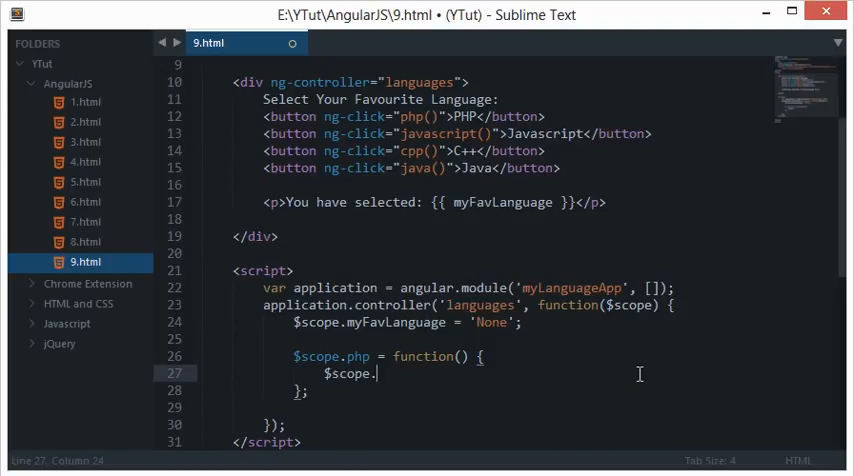 E:\YTut\AngularJS\9.html • (YTut) - Sublime Text
FOLDERS
YTut
AngularJS
1.html
2.html
3.html
4.html
5.html
6.html
7.html
8.html
9.html
Chrome Extension
HTML and CSS
Javascript
jQuery
9.html
9
10 <div ng-controller="languages">
11 Select Your Favourite Language:
12 <button ng-click="php()">PHP</button>
13 <button ng-click="javascript()">Javascript</button>
14 <button ng-click="cpp()">C++</button>
15 <button ng-click="java()">Java</button>
16
17 <p>You have selected: {{ myFavLanguage }}</p>
18
19 </div>
20
21 <script>
22 var application = angular.module('myLanguageApp', []);
23 application.controller('languages', function($scope) {
24 $scope.myFavLanguage = 'None';
25
26 $scope.php = function() {
27 $scope.
28 };
29
30 });
31 </script>
Line 27, Column 24
Tab Size: 4
HTML